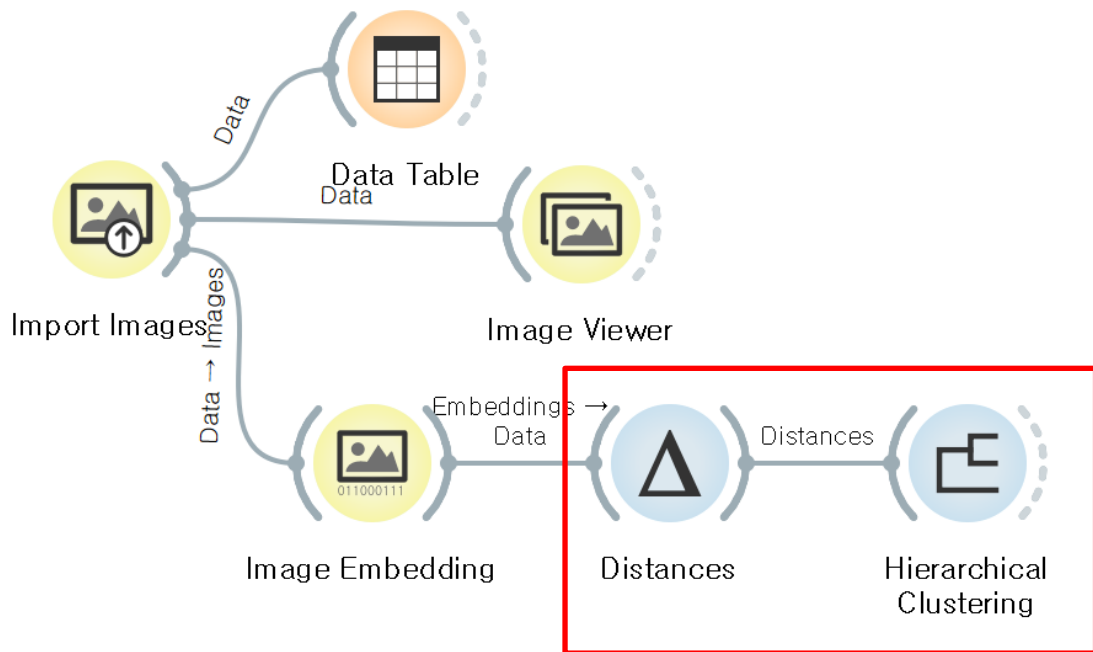 Data
Data Table
Data
Import Images
Image Viewer
Data → Images
Embeddings →
Data
Distances
011000111
Image Embedding
Distances
Hierarchical
Clustering